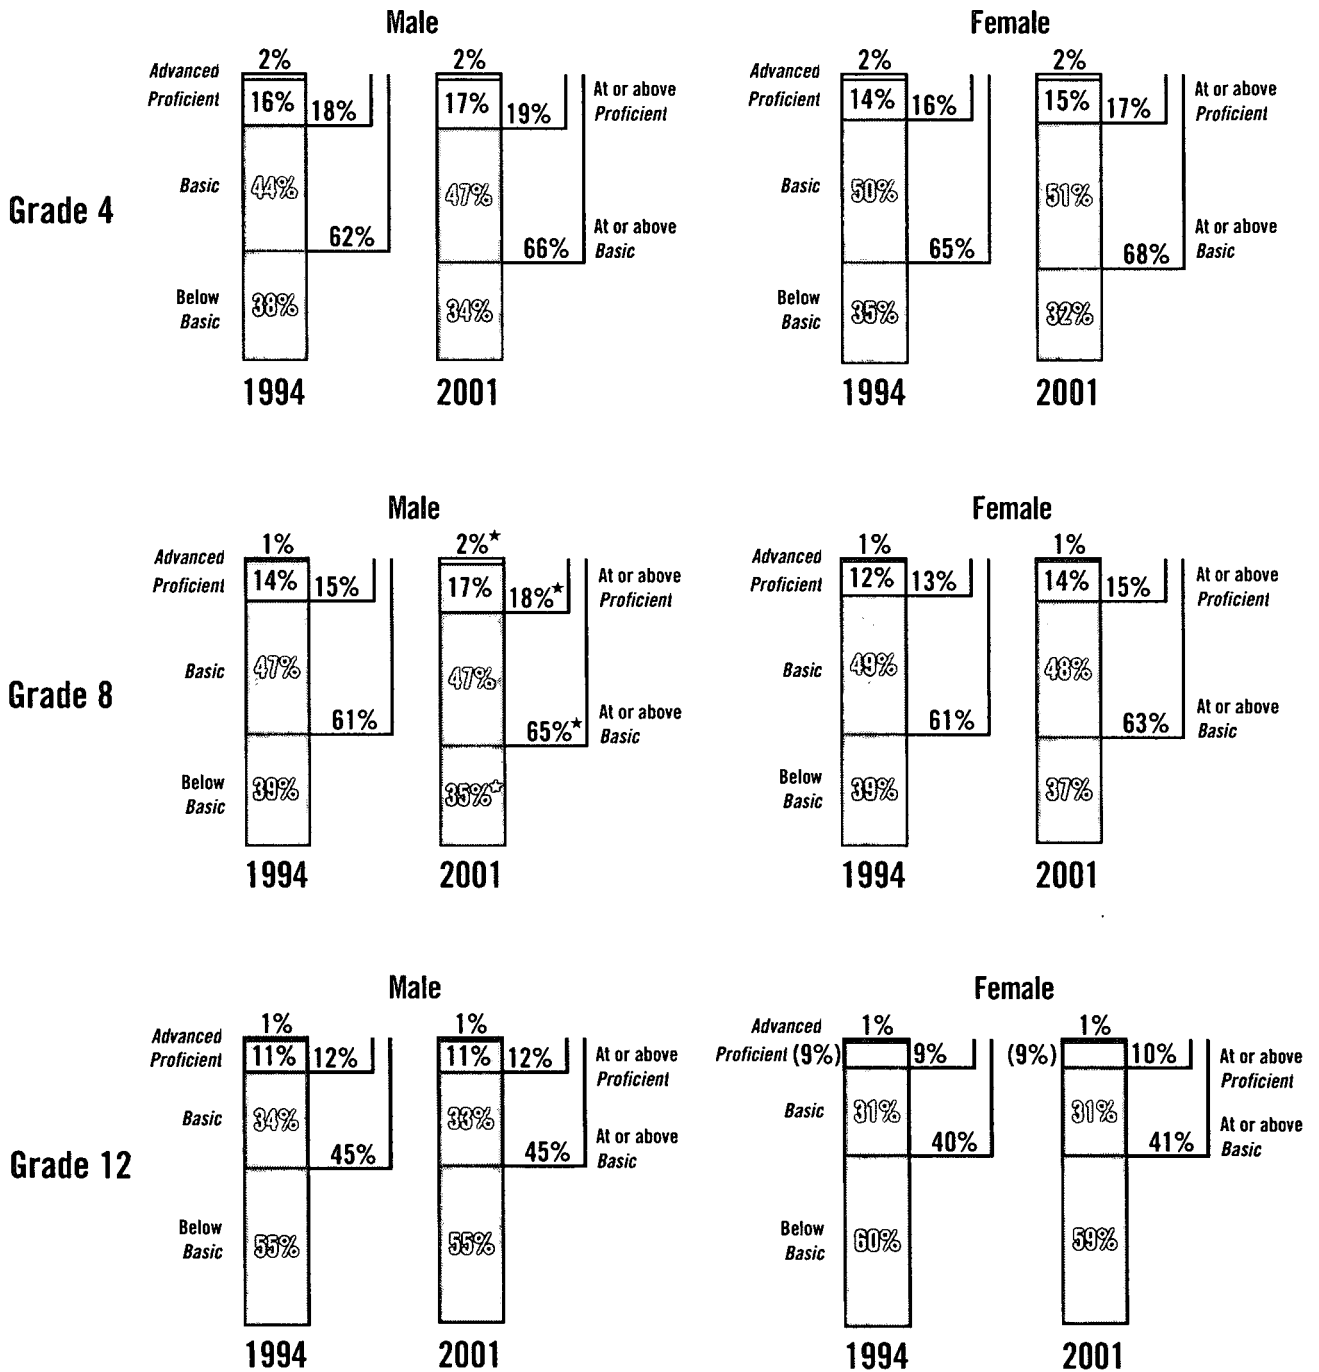 Male
Female
Advanced 2% 2% Advanced 2% 2%
Proficient 16% 18% 17% 19% At or above Proficient 14% 16% 15% 17% At or above
Proficient Proficient
Grade 4
Basic 44% 47% Basic 50% 51%
62% 66% At or above Basic 65% 68% At or above Basic
Below Basic 38% 34% Below Basic 35% 32%
1994 2001 1994 2001
Male
Female
Advanced 1% 2%★ Advanced 1% 1%
Proficient 14% 15% 17% 18%★ At or above Proficient 12% 13% 14% 15% At or above
Proficient Proficient
Grade 8
Basic 47% 47% Basic 49% 48%
61% 65%★ At or above Basic 61% 63% At or above Basic
Below Basic 39% 35%★ Below Basic 39% 37%
1994 2001 1994 2001
Male
Female
Advanced 1% 1% Advanced 1% 1%
Proficient 11% 12% 11% 12% At or above Proficient (9%) 9% (9%) 10% At or above
Proficient Proficient
Basic 34% 33% Basic 31% 31%
Grade 12
45% 45% At or above Basic 40% 41% At or above Basic
Below Basic 55% 55% Below Basic 60% 59%
1994 2001 1994 2001